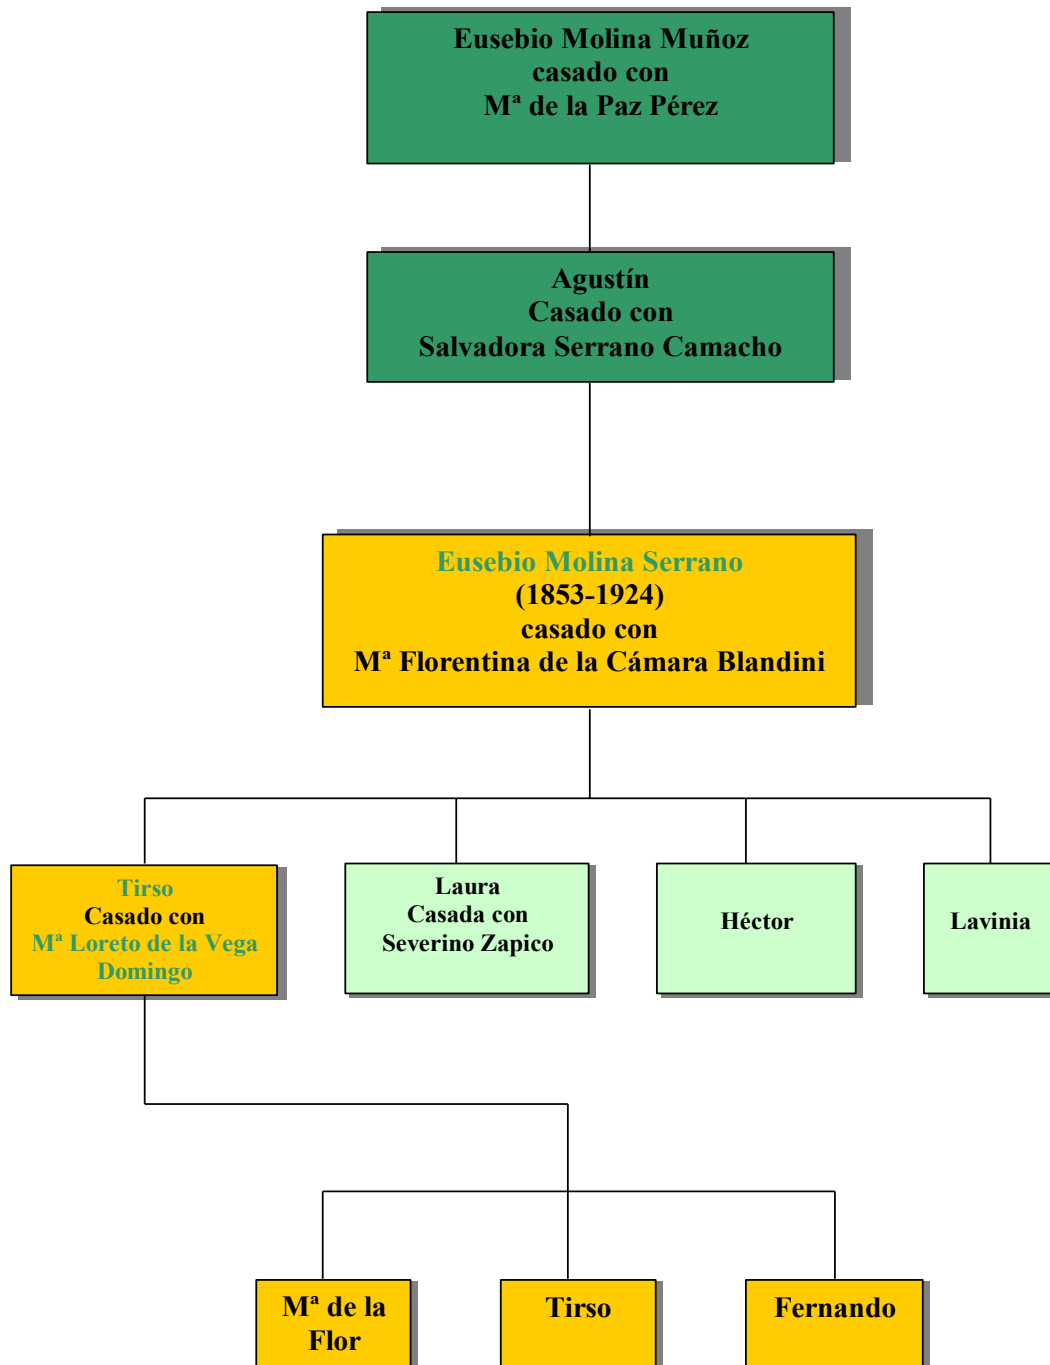 Eusebio Molina Muñoz
casado con
Mª de la Paz Pérez
Agustín
Casado con
Salvadora Serrano Camacho
Eusebio Molina Serrano
(1853-1924)
casado con
Mª Florentina de la Cámara Blandini
Tirso
Casado con
Mª Loreto de la Vega
Domingo
Laura
Casada con
Severino Zapico
Héctor
Lavinia
Mª de la
Flor
Tirso
Fernando